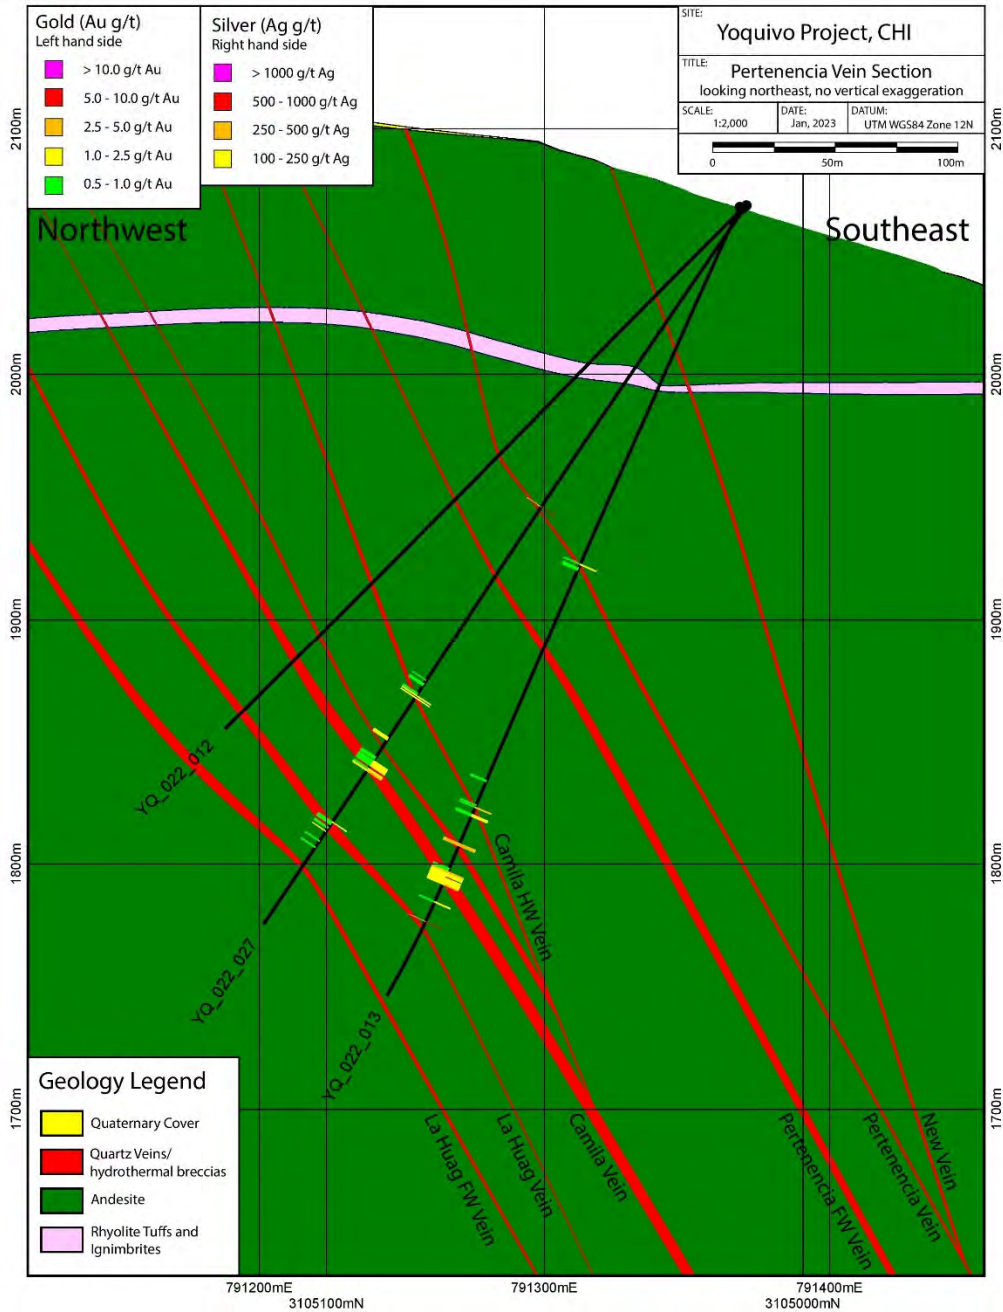 Gold (Au g/t)
Left hand side
> 10.0 g/t Au
5.0 - 10.0 g/t Au
2.5 - 5.0 g/t Au
1.0 - 2.5 g/t Au
0.5 - 1.0 g/t Au
Silver (Ag g/t)
Right hand side
> 1000 g/t Ag
500 - 1000 g/t Ag
250 - 500 g/t Ag
100 - 250 g/t Ag
SITE:
Yoquivo Project, CHI
TITLE:
Pertenencia Vein Section
looking northeast, no vertical exaggeration
SCALE:
1:2,000
DATE:
Jan, 2023
DATUM:
UTM WGS84 Zone 12N
0 50m 100m
Northwest
Southeast
2100m
2000m
1900m
1800m
1700m
2100m
2000m
1900m
1800m
1700m
YQ_022_012
YQ_022_027
YQ_022_013
Camila HW Vein
La Huag FW Vein
La Huag Vein
Camila Vein
Pertenencia FW Vein
Pertenencia Vein
New Vein
Geology Legend
Quaternary Cover
Quartz Veins/
hydrothermal breccias
Andesite
Rhyolite Tuffs and
Ignimbrites
791200mE 791300mE 791400mE
3105100mN 3105000mN